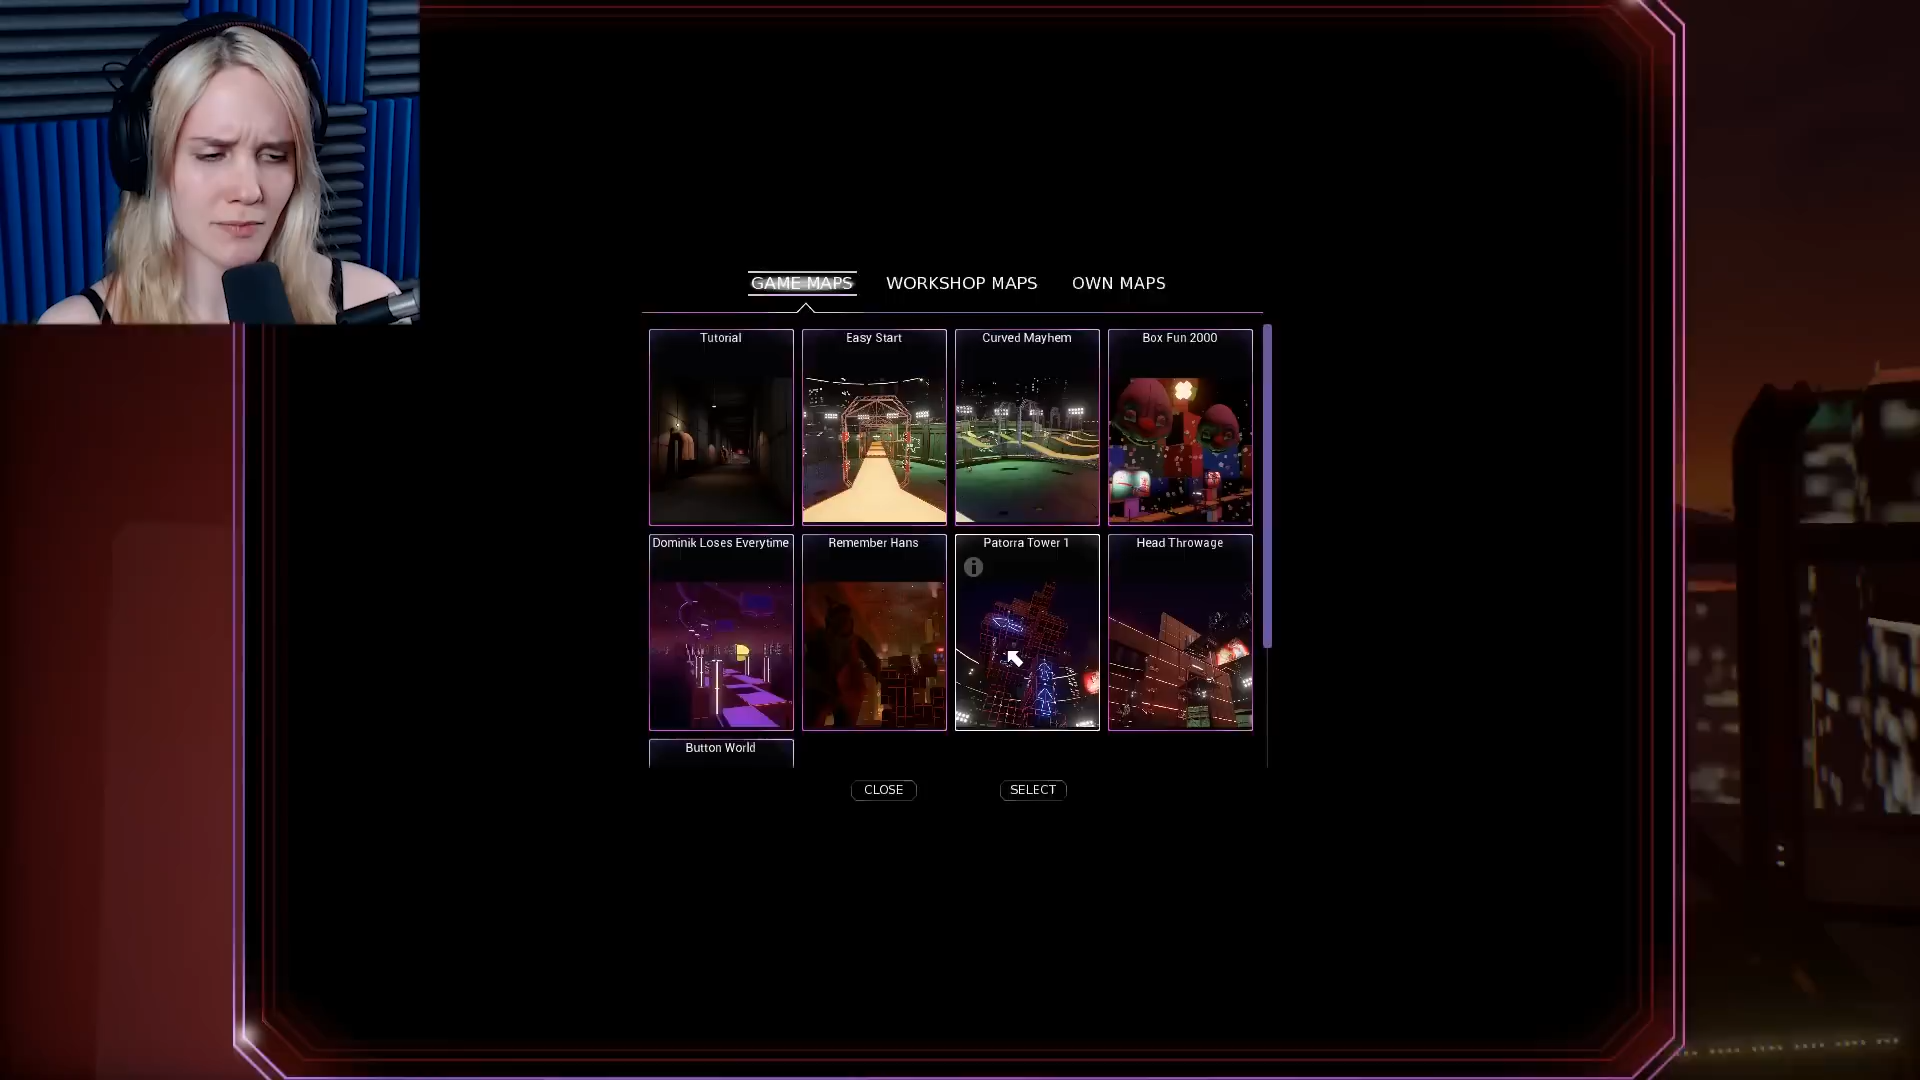 GAME MAPS
WORKSHOP MAPS
OWN MAPS
Tutorial
Easy Start
Curved Mayhem
Box Fun 2000
Dominik Loses Everytime
Remember Hans
Patorra Tower 1
Head Throwage
Button World
CLOSE
SELECT